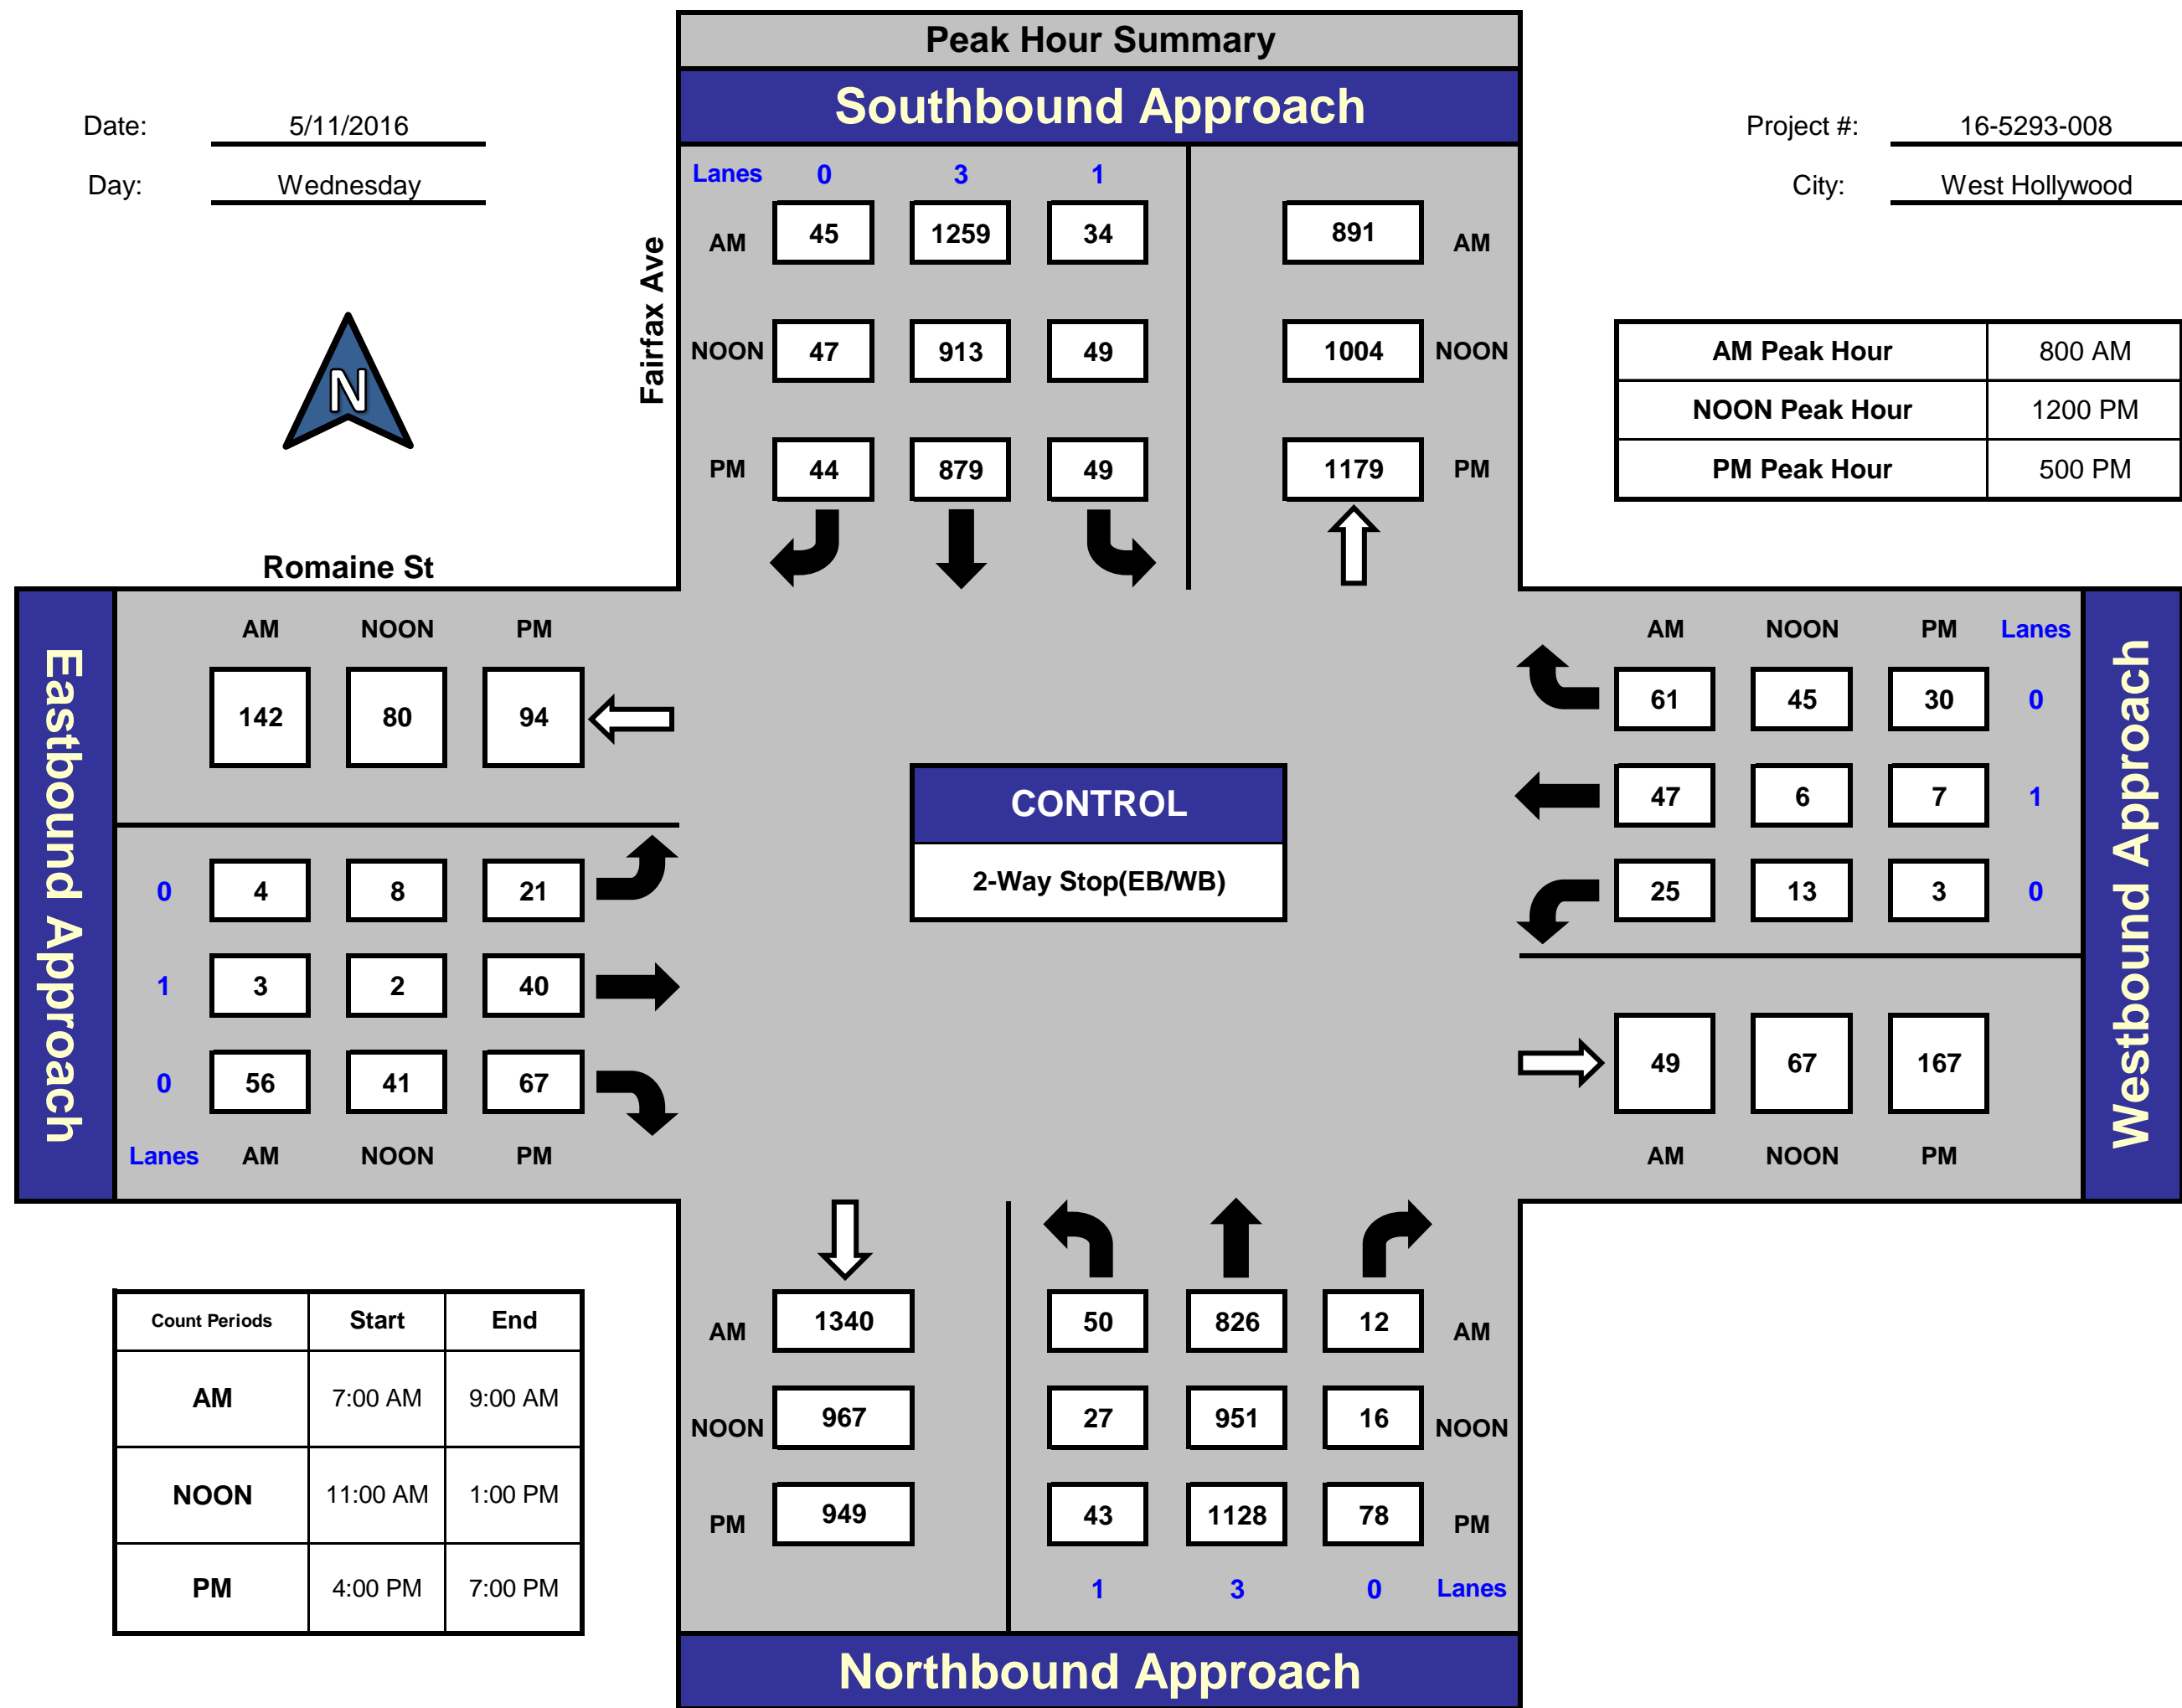 Peak Hour Summary
Southbound Approach
Date: 5/11/2016
Project #: 16-5293-008
Day: Wednesday
City: West Hollywood
Lanes 0 3 1
AM 45 1259 34 891 AM
NOON 47 913 49 1004 NOON
PM 44 879 49 1179 PM
Fairfax Ave
N
AM Peak Hour 800 AM
NOON Peak Hour 1200 PM
PM Peak Hour 500 PM
Romaine St
Eastbound Approach
AM NOON PM
142 80 94
0 4 8 21
1 3 2 40
0 56 41 67
Lanes AM NOON PM
CONTROL
2-Way Stop(EB/WB)
AM NOON PM Lanes
61 45 30 0
47 6 7 1
25 13 3 0
49 67 167
AM NOON PM
Westbound Approach
Count Periods Start End
AM 7:00 AM 9:00 AM
NOON 11:00 AM 1:00 PM
PM 4:00 PM 7:00 PM
AM 1340 50 826 12 AM
NOON 967 27 951 16 NOON
PM 949 43 1128 78 PM
1 3 0 Lanes
Northbound Approach